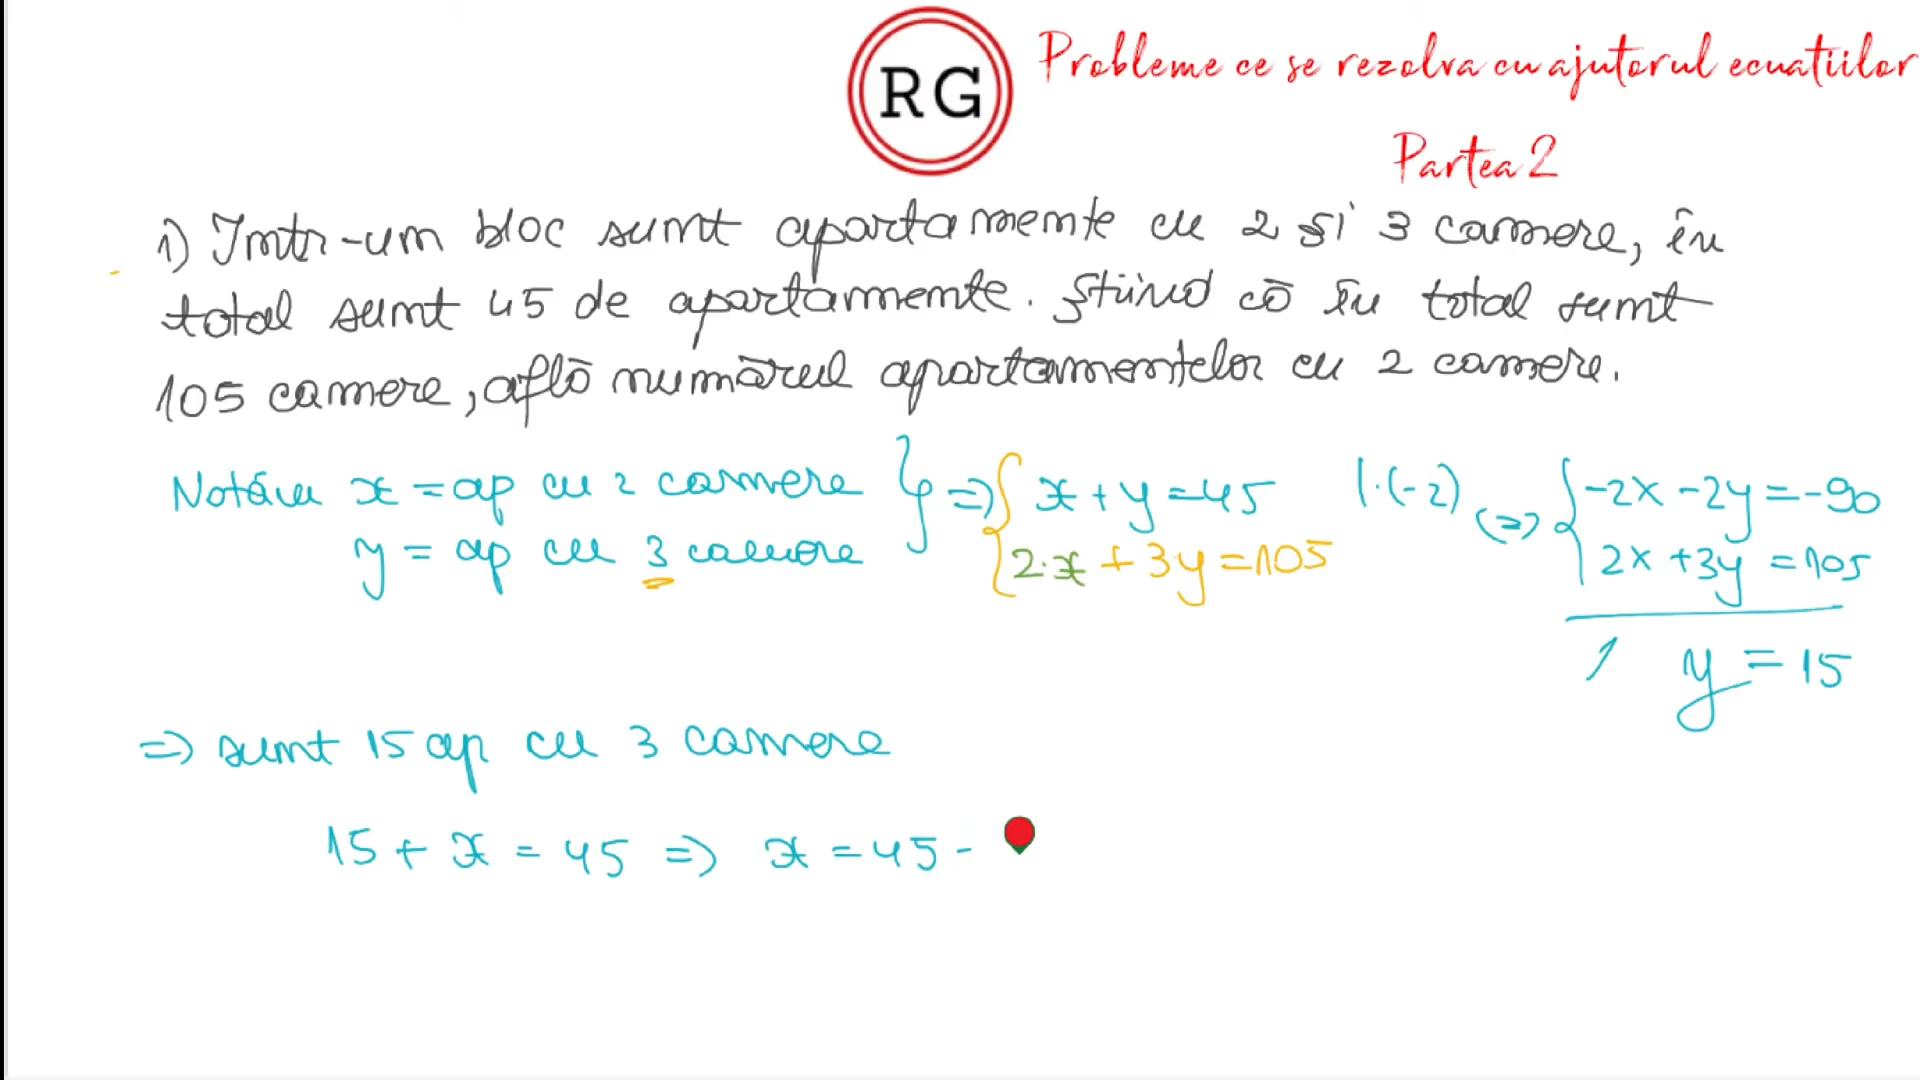 RG
Probleme ce se rezolva cu ajutorul ecuatiilor
Partea 2
1) Intr-un bloc sunt apartamente cu 2 și 3 camere, în
total sunt 45 de apartamente. Știind că în total sunt
105 camere, află numărul apartamentelor cu 2 camere.
Notăm x = ap cu 2 camere } => { x + y = 45 |·(-2) (=) { -2x - 2y = -90
y = ap cu 3 camere 2·x + 3y = 105 2x + 3y = 105
/ y = 15
=> sunt 15 ap cu 3 camere
15 + x = 45 => x = 45 -